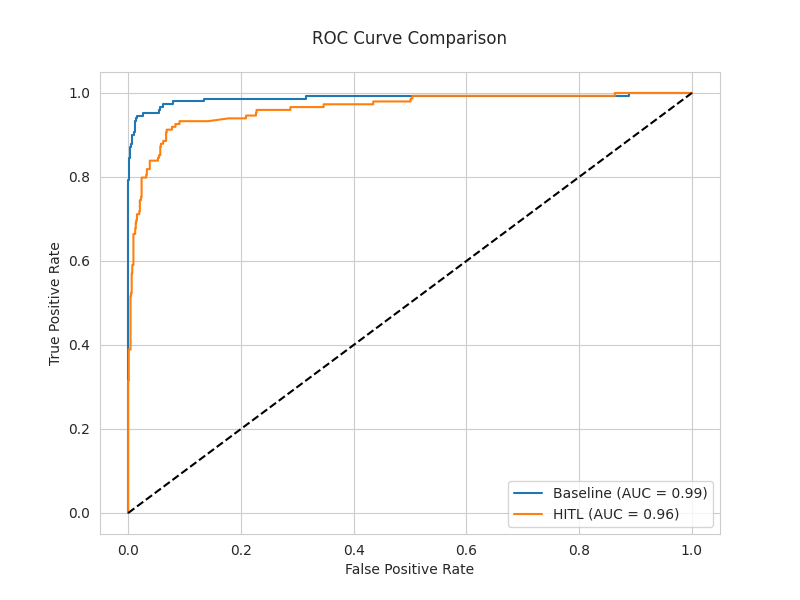 ROC Curve Comparison
True Positive Rate
1.0
0.8
0.6
0.4
0.2
0.0
Baseline (AUC = 0.99)
HITL (AUC = 0.96)
0.0 0.2 0.4 0.6 0.8 1.0
False Positive Rate